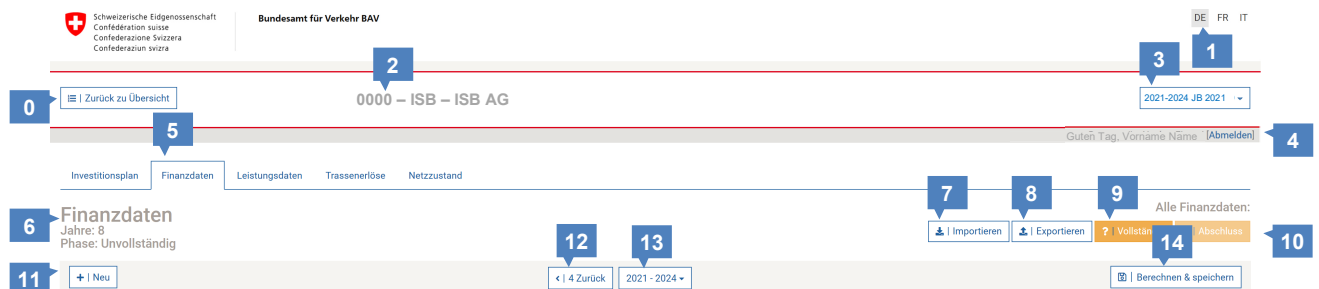 Schweizerische Eidgenossenschaft
Confédération suisse
Confederazione Svizzera
Confederaziun svizra
Bundesamt für Verkehr BAV
DE FR IT
1
2
3
0
Zurück zu Übersicht
0000 – ISB – ISB AG
2021-2024 JB 2021
5
Guten Tag, Vorname Name [Abmelden]
4
Investitionsplan Finanzdaten Leistungsdaten Trassenerlöse Netzzustand
7
8
9
6
Finanzdaten
Jahre: 8
Phase: Unvollständig
Alle Finanzdaten:
| Importieren
| Exportieren
? |
Abschluss
10
12
13
14
11
+ | Neu
< | 4 Zurück
2021 - 2024
| Berechnen & speichern